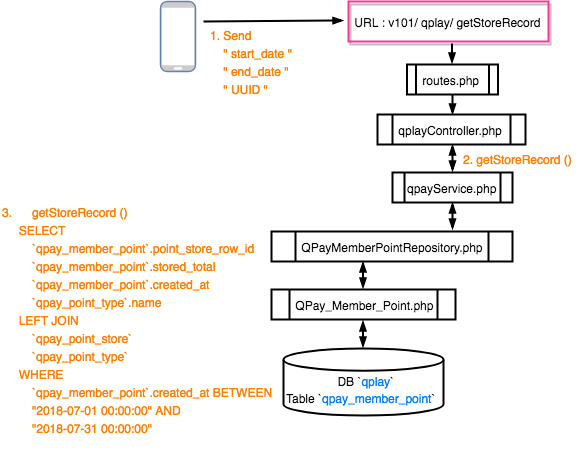 URL : v101/ qplay/ getStoreRecord
1. Send
" start_date "
" end_date "
" UUID "
routes.php
qplayController.php
2. getStoreRecord ()
qpayService.php
3. getStoreRecord ()
SELECT
`qpay_member_point`.point_store_row_id
`qpay_member_point`.stored_total
`qpay_member_point`.created_at
`qpay_point_type`.name
LEFT JOIN
`qpay_point_store`
`qpay_point_type`
WHERE
`qpay_member_point`.created_at BETWEEN
"2018-07-01 00:00:00" AND
"2018-07-31 00:00:00"
QPayMemberPointRepository.php
QPay_Member_Point.php
DB `qplay`
Table `qpay_member_point`